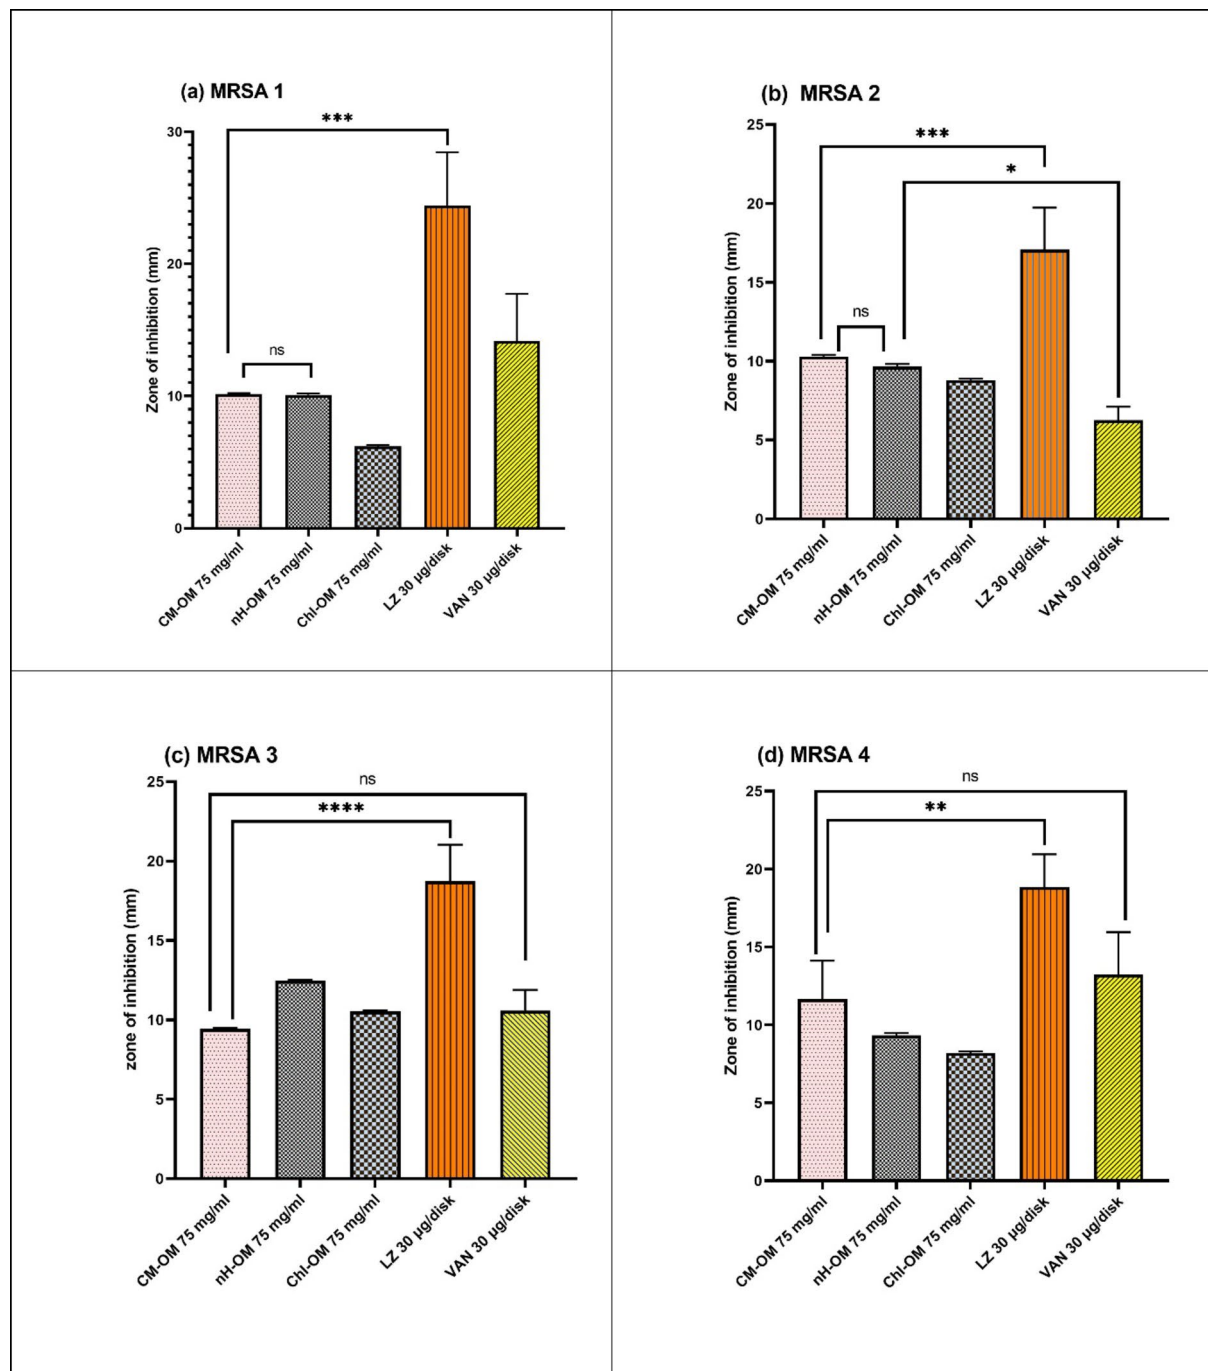 (a) MRSA 1
***
ns
Zone of inhibition (mm)
30
20
10
0
CM-OM 75 mg/ml
nH-OM 75 mg/ml
Chl-OM 75 mg/ml
LZ 30 µg/disk
VAN 30 µg/disk
(b) MRSA 2
***
*
ns
Zone of inhibition (mm)
25
20
15
10
5
0
CM-OM 75 mg/ml
nH-OM 75 mg/ml
Chl-OM 75 mg/ml
LZ 30 µg/disk
VAN 30 µg/disk
(c) MRSA 3
ns
****
zone of inhibition (mm)
25
20
15
10
5
0
CM-OM 75 mg/ml
nH-OM 75 mg/ml
Chl-OM 75 mg/ml
LZ 30 µg/disk
VAN 30 µg/disk
(d) MRSA 4
ns
**
Zone of inhibition (mm)
25
20
15
10
5
0
CM-OM 75 mg/ml
nH-OM 75 mg/ml
Chl-OM 75 mg/ml
LZ 30 µg/disk
VAN 30 µg/disk